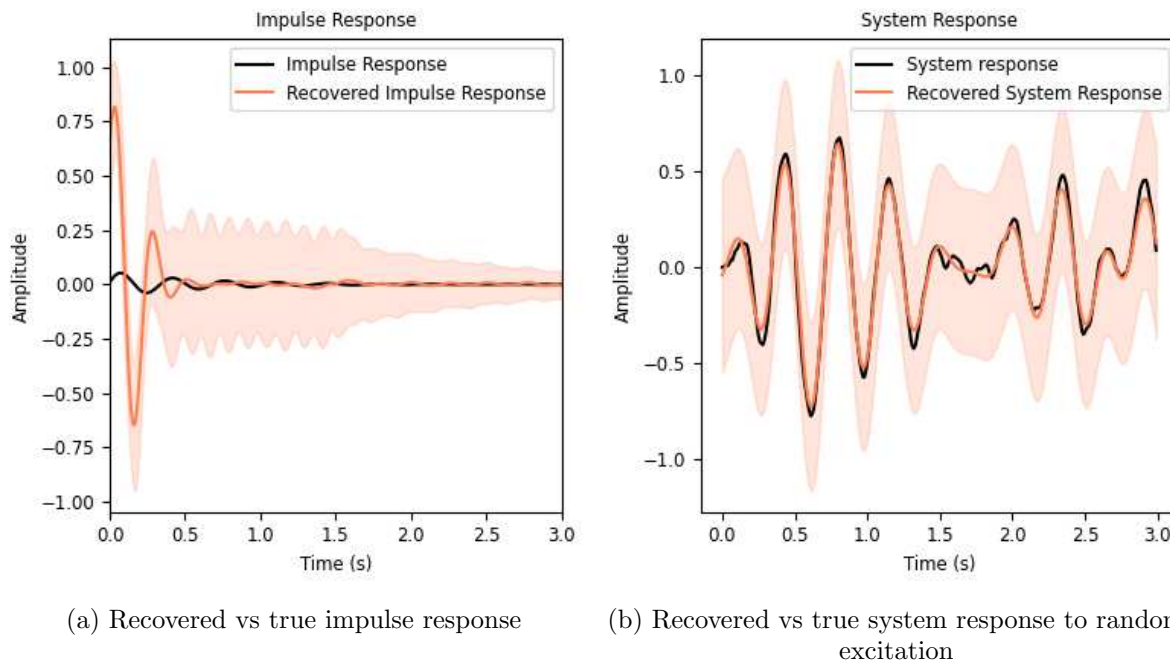 Impulse Response
System Response
Impulse Response
Recovered Impulse Response
System response
Recovered System Response
1.00
0.75
0.50
0.25
0.00
−0.25
−0.50
−0.75
−1.00
Amplitude
0.0 0.5 1.0 1.5 2.0 2.5 3.0
Time (s)
1.0
0.5
0.0
−0.5
−1.0
Amplitude
0.0 0.5 1.0 1.5 2.0 2.5 3.0
Time (s)
(a) Recovered vs true impulse response
(b) Recovered vs true system response to random
excitation